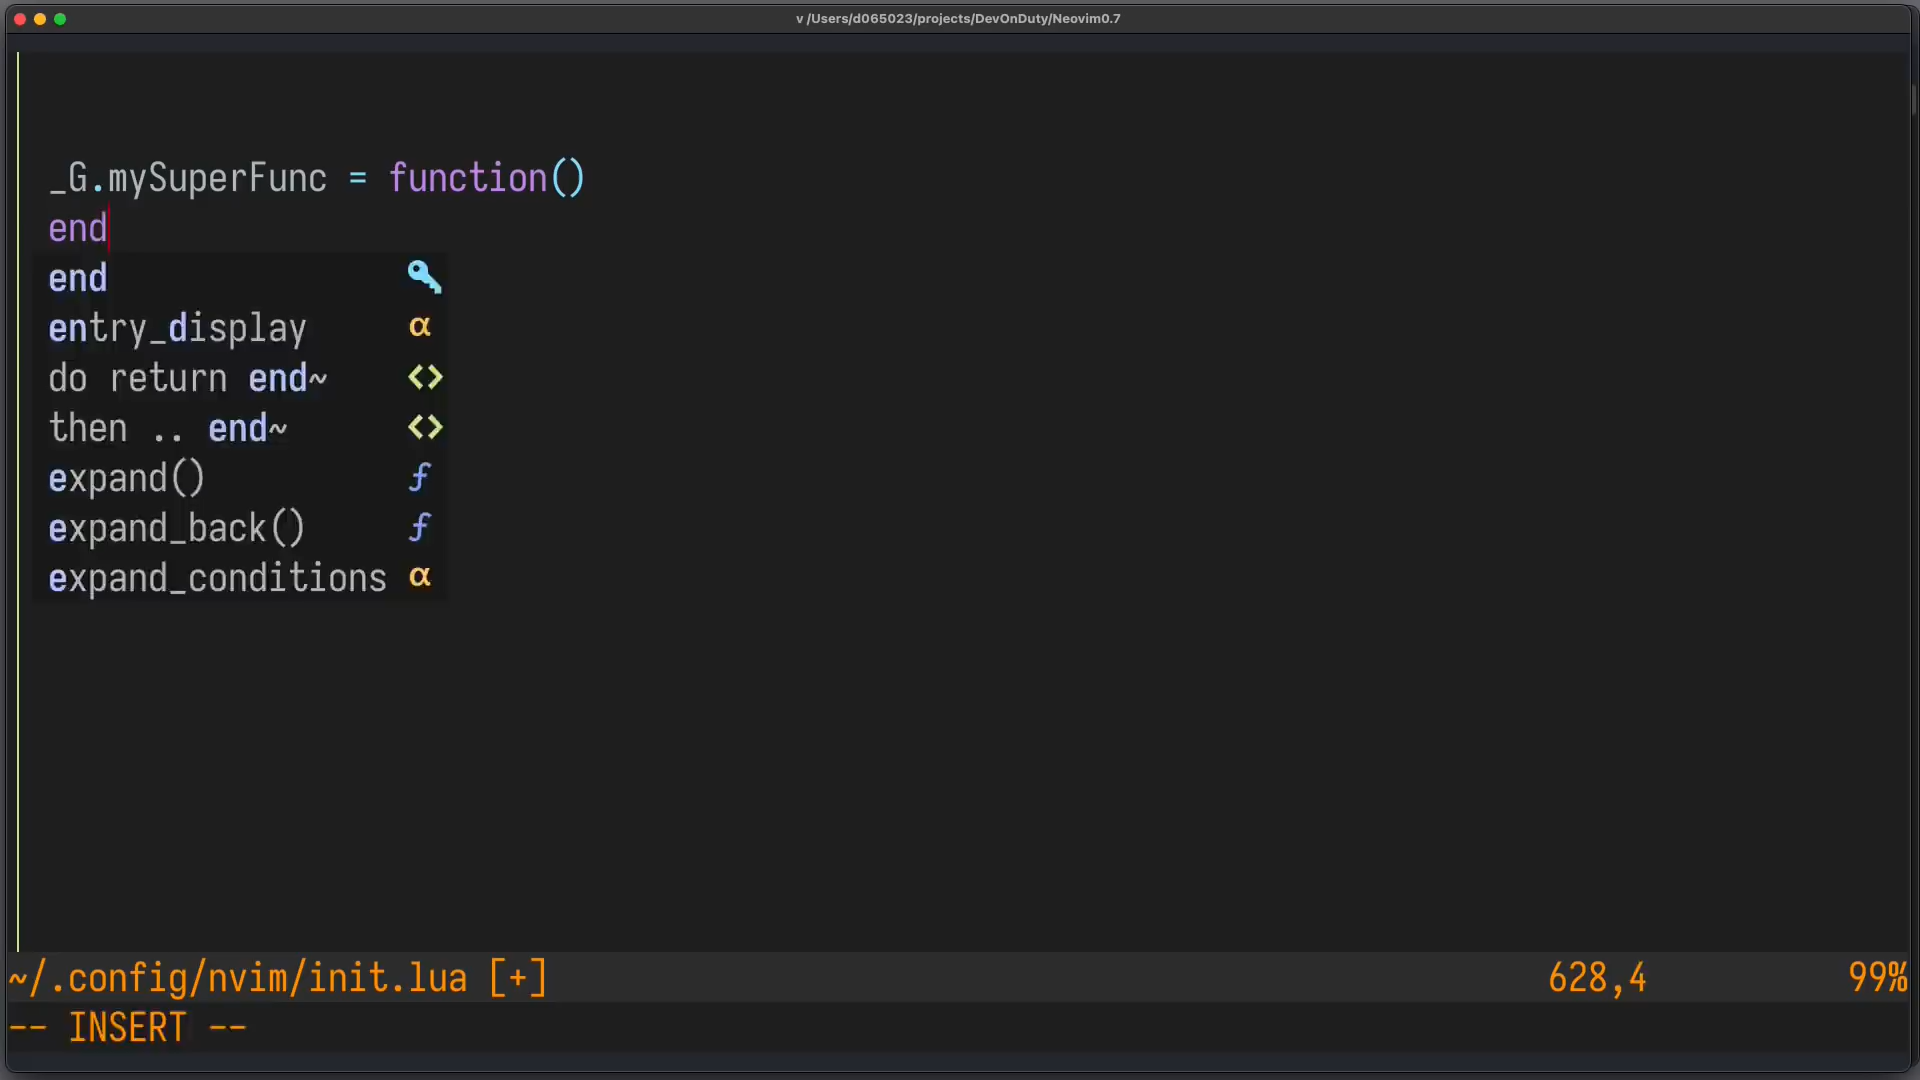 v /Users/d065023/projects/DevOnDuty/Neovim0.7
_G.mySuperFunc = function()
end
end
entry_display α
do return end~ <>
then .. end~ <>
expand() ƒ
expand_back() ƒ
expand_conditions α
~/.config/nvim/init.lua [+] 628,4 99%
-- INSERT --